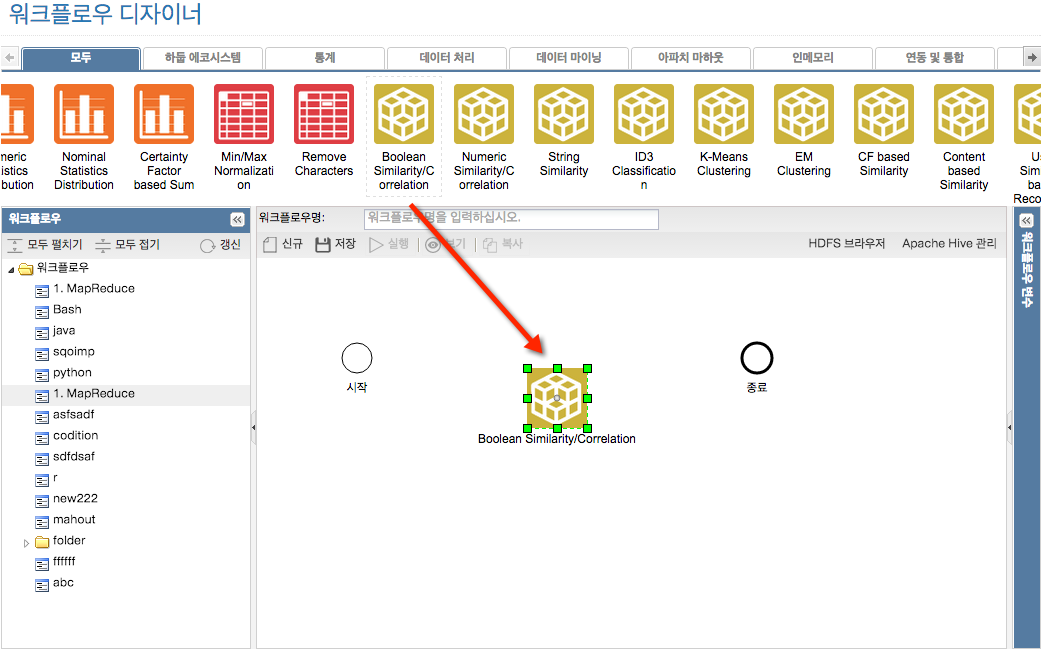 워크플로우 디자이너
모두 하둡 에코시스템 통계 데이터 처리 데이터 마이닝 아파치 마하웃 인메모리 연동 및 통합
neric
istics
bution
Nominal
Statistics
Distribution
Certainty
Factor
based Sum
Min/Max
Normalizati
on
Remove
Characters
Boolean
Similarity/C
orrelation
Numeric
Similarity/C
orrelation
String
Similarity
ID3
Classificatio
n
K-Means
Clustering
EM
Clustering
CF based
Similarity
Content
based
Similarity
Us
Sim
ba
Reco
워크플로우
모두 펼치기 모두 접기 갱신
워크플로우
1. MapReduce
Bash
java
sqoimp
python
1. MapReduce
asfsadf
codition
sdfdsaf
r
new222
mahout
folder
ffffff
abc
워크플로우명: 워크플로우명을 입력하십시오.
신규 저장 실행 보기 복사 HDFS 브라우저 Apache Hive 관리
시작
Boolean Similarity/Correlation
종료
워크플로우 변수